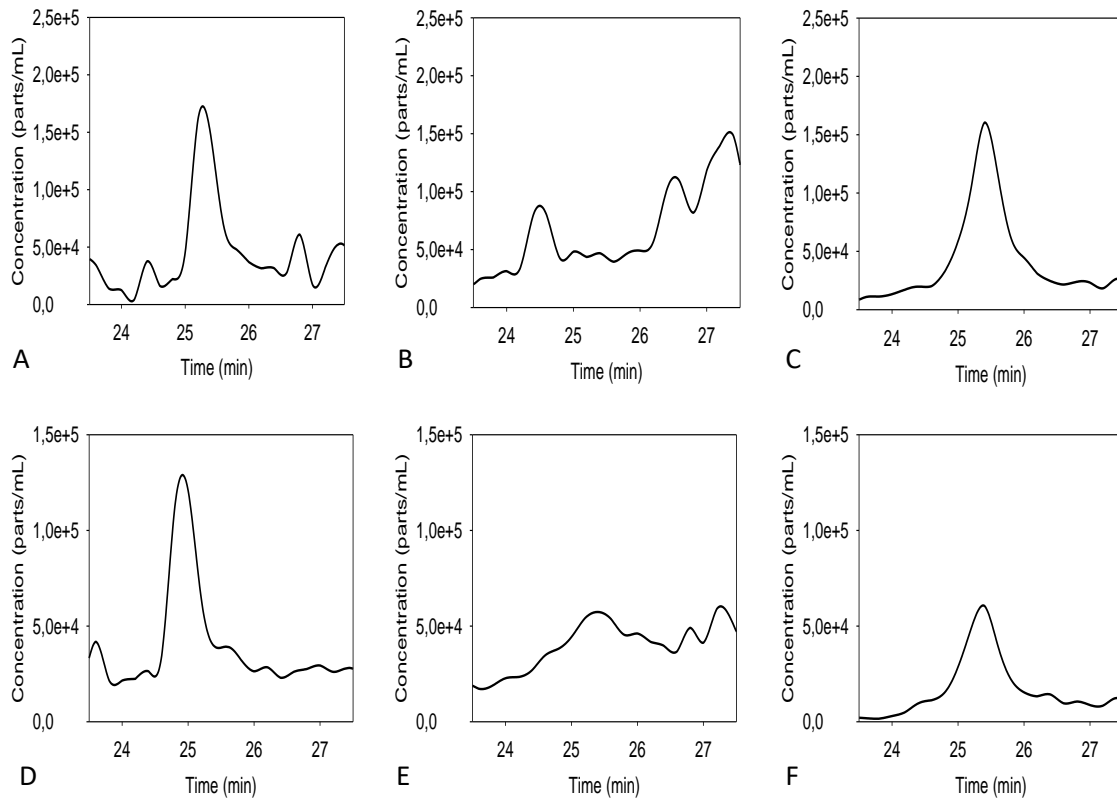 2,5e+5
2,0e+5
1,5e+5
1,0e+5
5,0e+4
0,0
Concentration (parts/mL)
24 25 26 27
Time (min)
A
2,5e+5
2,0e+5
1,5e+5
1,0e+5
5,0e+4
0,0
Concentration (parts/mL)
24 25 26 27
Time (min)
B
2,5e+5
2,0e+5
1,5e+5
1,0e+5
5,0e+4
0,0
Concentration (parts/mL)
24 25 26 27
Time (min)
C
1,5e+5
1,0e+5
5,0e+4
0,0
Concentration (parts/mL)
24 25 26 27
Time (min)
D
1,5e+5
1,0e+5
5,0e+4
0,0
Concentration (parts/mL)
24 25 26 27
Time (min)
E
1,5e+5
1,0e+5
5,0e+4
0,0
Concentration (parts/mL)
24 25 26 27
Time (min)
F